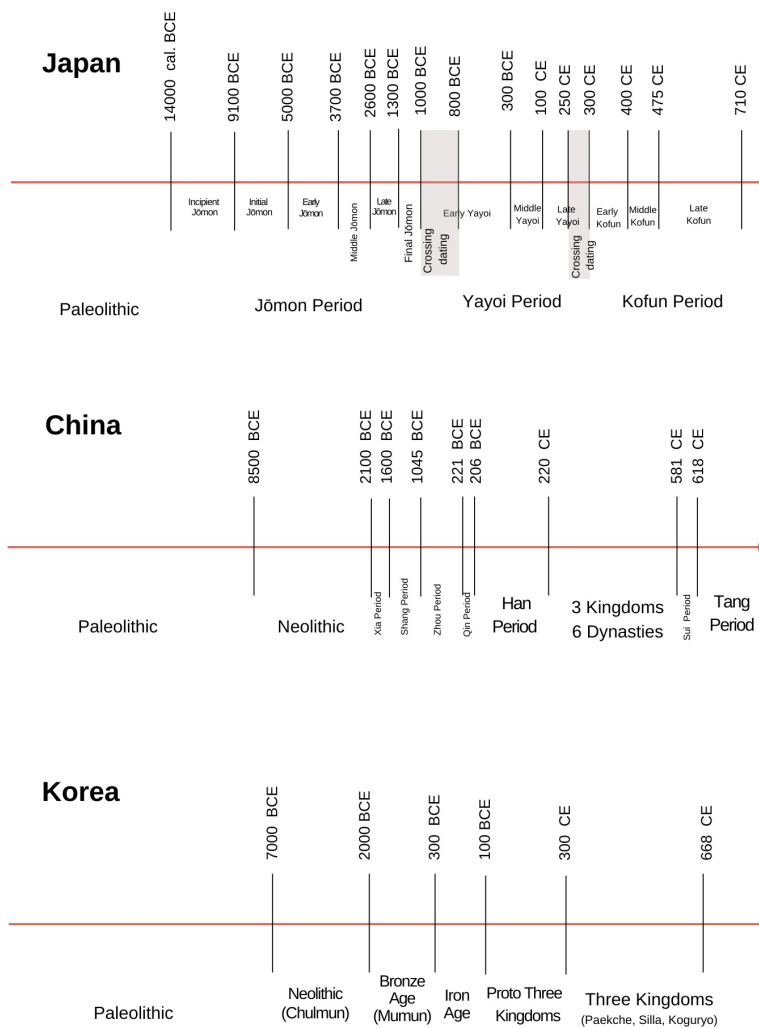 Japan
14000 cal. BCE
9100 BCE
5000 BCE
3700 BCE
2600 BCE
1300 BCE
1000 BCE
800 BCE
300 BCE
100 CE
250 CE
300 CE
400 CE
475 CE
710 CE
Incipient
Jōmon
Initial
Jōmon
Early
Jōmon
Middle Jōmon
Late
Jōmon
Final Jōmon
Crossing
dating
Early Yayoi
Middle
Yayoi
Late
Yayoi
Crossing
dating
Early
Kofun
Middle
Kofun
Late
Kofun
Paleolithic
Jōmon Period
Yayoi Period
Kofun Period
China
8500 BCE
2100 BCE
1600 BCE
1045 BCE
221 BCE
206 BCE
220 CE
581 CE
618 CE
Paleolithic
Neolithic
Xia Period
Shang Period
Zhou Period
Qin Period
Han
Period
3 Kingdoms
6 Dynasties
Sui Period
Tang
Period
Korea
7000 BCE
2000 BCE
300 BCE
100 BCE
300 CE
668 CE
Paleolithic
Neolithic
(Chulmun)
Bronze
Age
(Mumun)
Iron
Age
Proto Three
Kingdoms
Three Kingdoms
(Paekche, Silla, Koguryo)